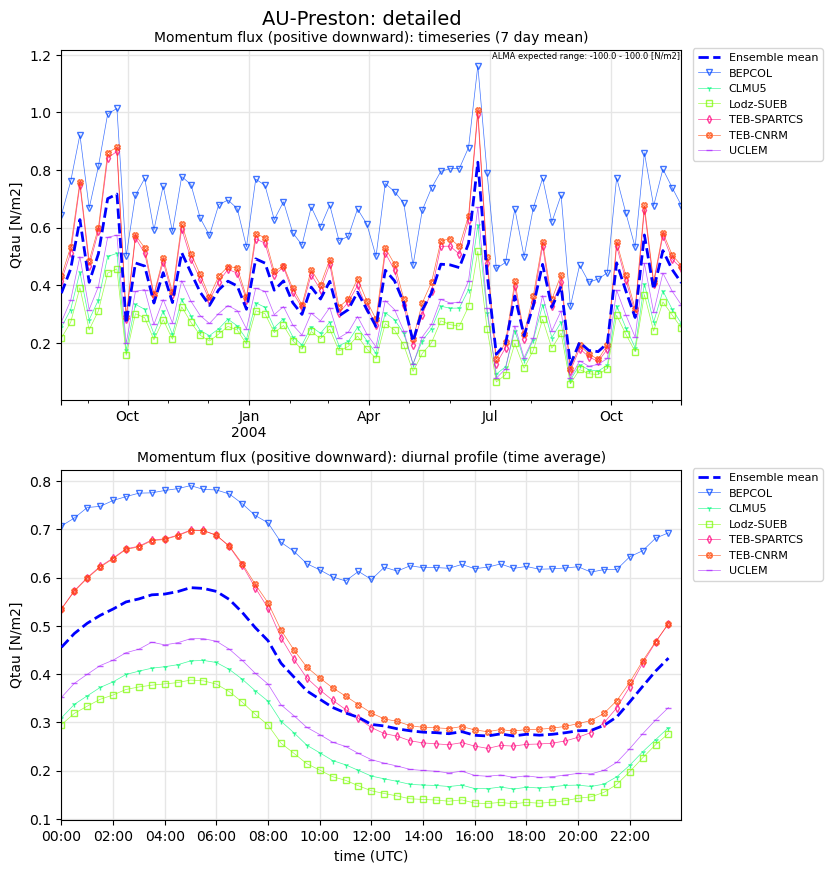 AU-Preston: detailed
Momentum flux (positive downward): timeseries (7 day mean)
ALMA expected range: -100.0 - 100.0 [N/m2]
Qtau [N/m2]
1.2
1.0
0.8
0.6
0.4
0.2
Oct
Jan
2004
Apr
Jul
Oct
Ensemble mean
BEPCOL
CLMU5
Lodz-SUEB
TEB-SPARTCS
TEB-CNRM
UCLEM
Momentum flux (positive downward): diurnal profile (time average)
Qtau [N/m2]
0.8
0.7
0.6
0.5
0.4
0.3
0.2
0.1
00:00 02:00 04:00 06:00 08:00 10:00 12:00 14:00 16:00 18:00 20:00 22:00
time (UTC)
Ensemble mean
BEPCOL
CLMU5
Lodz-SUEB
TEB-SPARTCS
TEB-CNRM
UCLEM